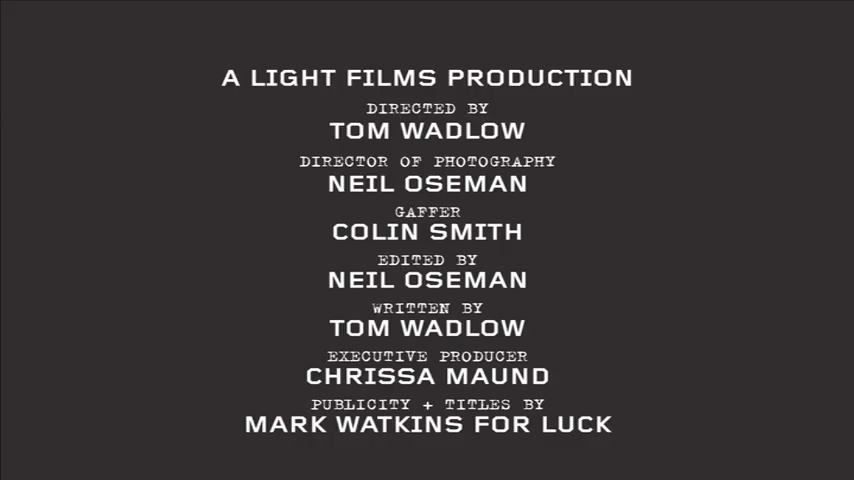 A LIGHT FILMS PRODUCTION
DIRECTED BY
TOM WADLOW
DIRECTOR OF PHOTOGRAPHY
NEIL OSEMAN
GAFFER
COLIN SMITH
EDITED BY
NEIL OSEMAN
WRITTEN BY
TOM WADLOW
EXECUTIVE PRODUCER
CHRISSA MAUND
PUBLICITY + TITLES BY
MARK WATKINS FOR LUCK